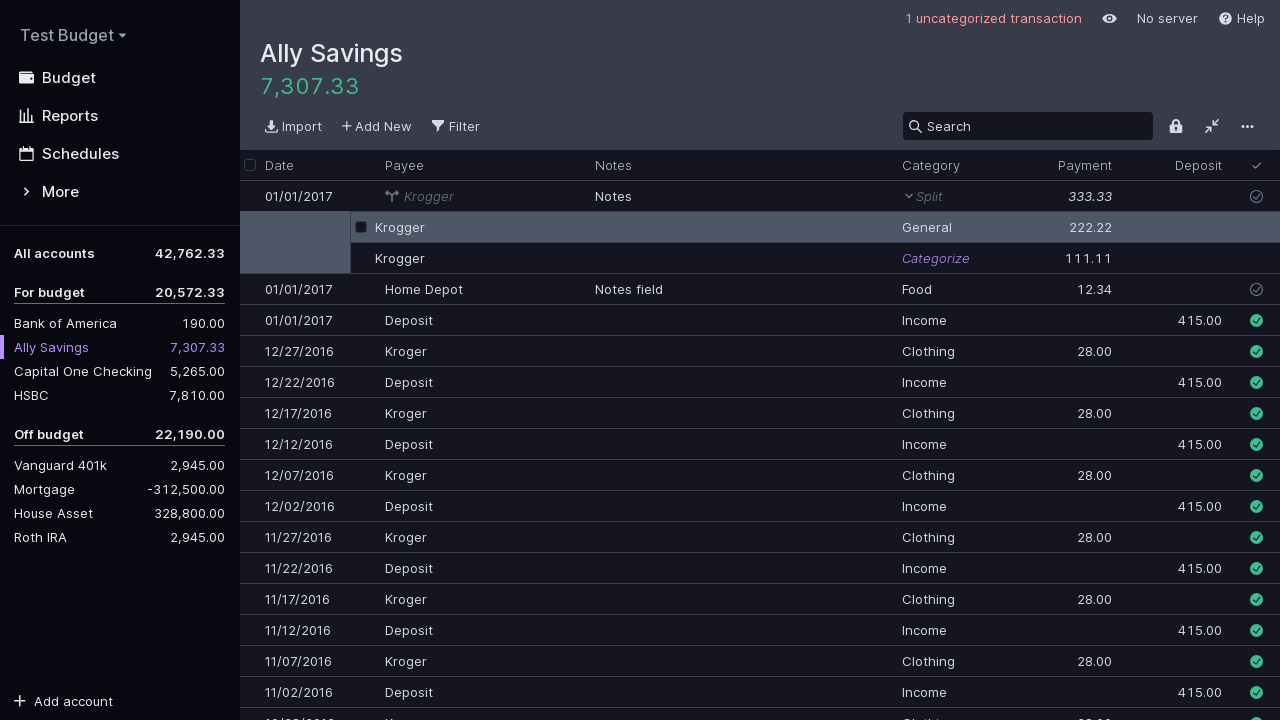 Test Budget
Budget
Reports
Schedules
More
All accounts 42,762.33
For budget 20,572.33
Bank of America 190.00
Ally Savings 7,307.33
Capital One Checking 5,265.00
HSBC 7,810.00
Off budget 22,190.00
Vanguard 401k 2,945.00
Mortgage -312,500.00
House Asset 328,800.00
Roth IRA 2,945.00
Add account
1 uncategorized transaction No server Help
Ally Savings
7,307.33
Import Add New Filter Search
Date Payee Notes Category Payment Deposit
01/01/2017 Krogger Notes Split 333.33
Krogger General 222.22
Krogger Categorize 111.11
01/01/2017 Home Depot Notes field Food 12.34
01/01/2017 Deposit Income 415.00
12/27/2016 Kroger Clothing 28.00
12/22/2016 Deposit Income 415.00
12/17/2016 Kroger Clothing 28.00
12/12/2016 Deposit Income 415.00
12/07/2016 Kroger Clothing 28.00
12/02/2016 Deposit Income 415.00
11/27/2016 Kroger Clothing 28.00
11/22/2016 Deposit Income 415.00
11/17/2016 Kroger Clothing 28.00
11/12/2016 Deposit Income 415.00
11/07/2016 Kroger Clothing 28.00
11/02/2016 Deposit Income 415.00